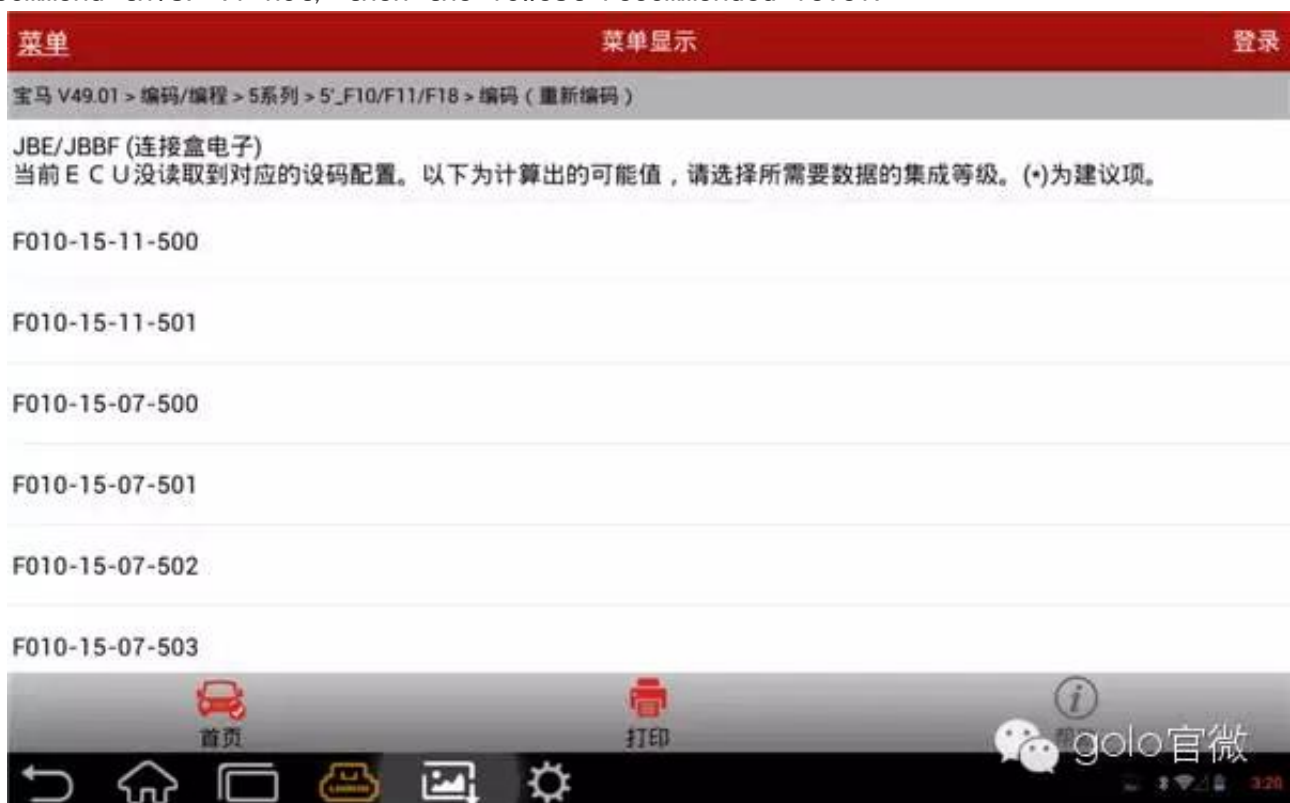 菜单 菜单显示 登录
宝马 V49.01 > 编码/编程 > 5系列 > 5'_F10/F11/F18 > 编码 ( 重新编码 )
JBE/JBBF (连接盒电子)
当前ECU没读取到对应的设码配置。以下为计算出的可能值，请选择所需要数据的集成等级。(•)为建议项。
F010-15-11-500
F010-15-11-501
F010-15-07-500
F010-15-07-501
F010-15-07-502
F010-15-07-503
首页 打印
golo官微
3:20